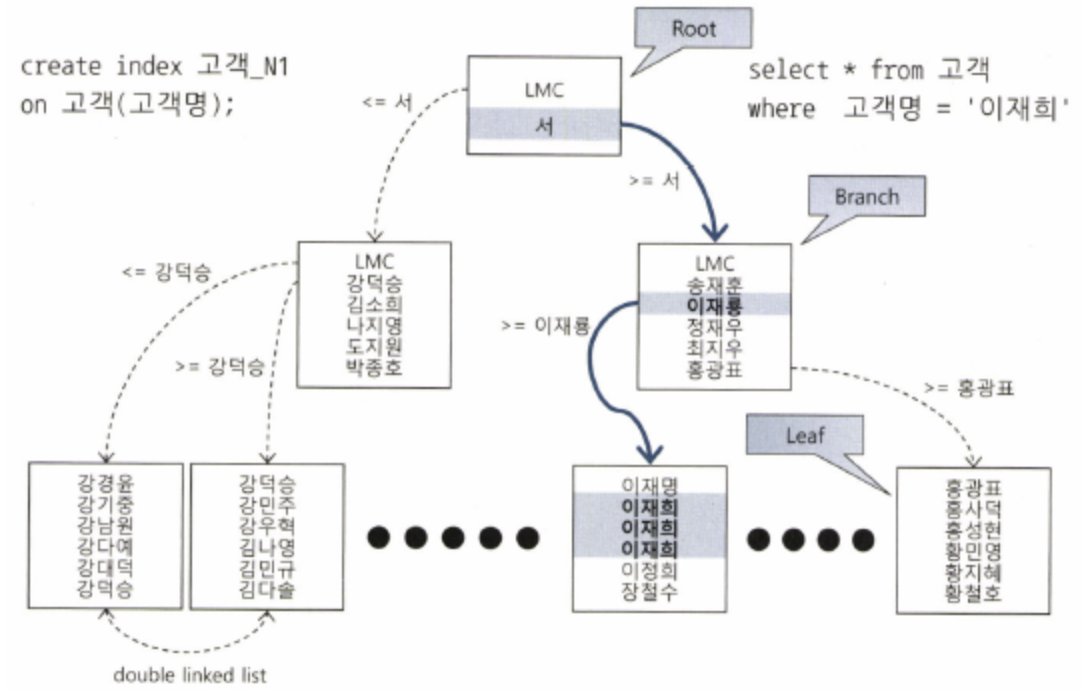 create index 고객_N1
on 고객(고객명);
Root
select * from 고객
where 고객명 = '이재희'
LMC
서
<= 서
>= 서
Branch
LMC
강덕승
김소희
나지영
도지원
박종호
LMC
송재훈
이재룡
정재우
최지우
홍광표
<= 강덕승
>= 강덕승
>= 이재룡
>= 홍광표
Leaf
강경윤
강기중
강남원
강다예
강대덕
강덕승
강덕승
강민주
강우혁
김나영
김민규
김다솔
이재명
이재희
이재희
이재희
이정희
장철수
홍광표
홍사덕
홍성현
황민영
황지혜
황철호
double linked list